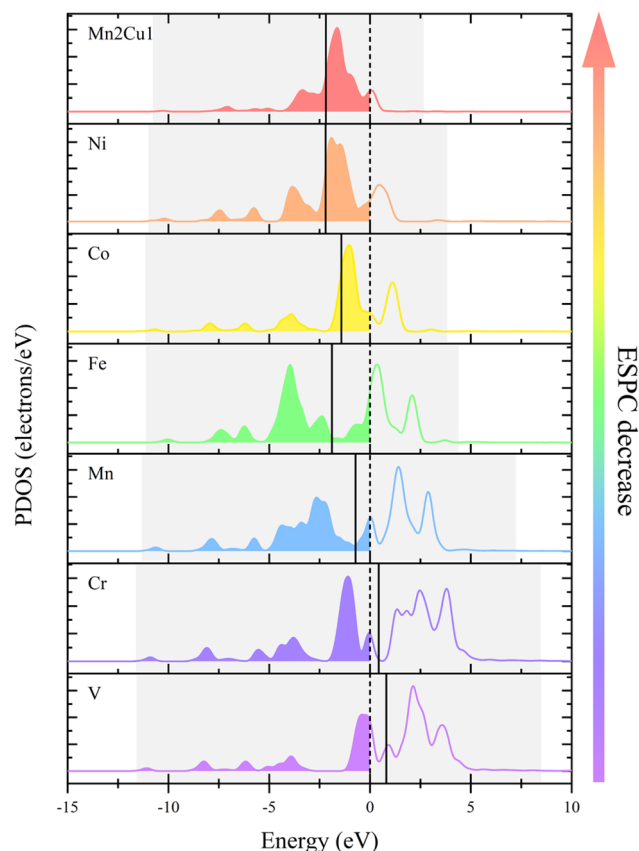 Mn2Cu1
Ni
Co
Fe
Mn
Cr
V
PDOS (electrons/eV)
-15 -10 -5 0 5 10
Energy (eV)
ESPC decrease